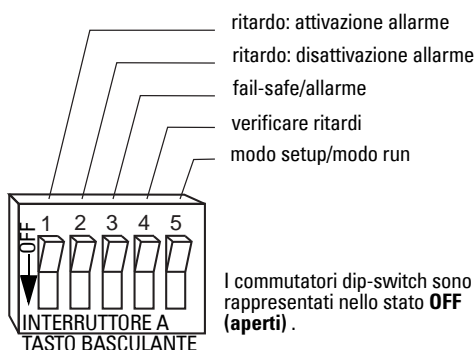 ritardo: attivazione allarme
ritardo: disattivazione allarme
fail-safe/allarme
verificare ritardi
modo setup/modo run
OFF
1 2 3 4 5
INTERRUTTORE A
TASTO BASCULANTE
I commutatori dip-switch sono
rappresentati nello stato OFF
(aperti) .